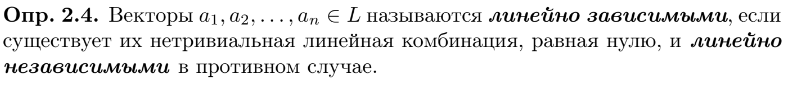 Опр. 2.4. Векторы a₁, a₂, . . . , aₙ ∈ L называются линейно зависимыми, если
существует их нетривиальная линейная комбинация, равная нулю, и линейно
независимыми в противном случае.